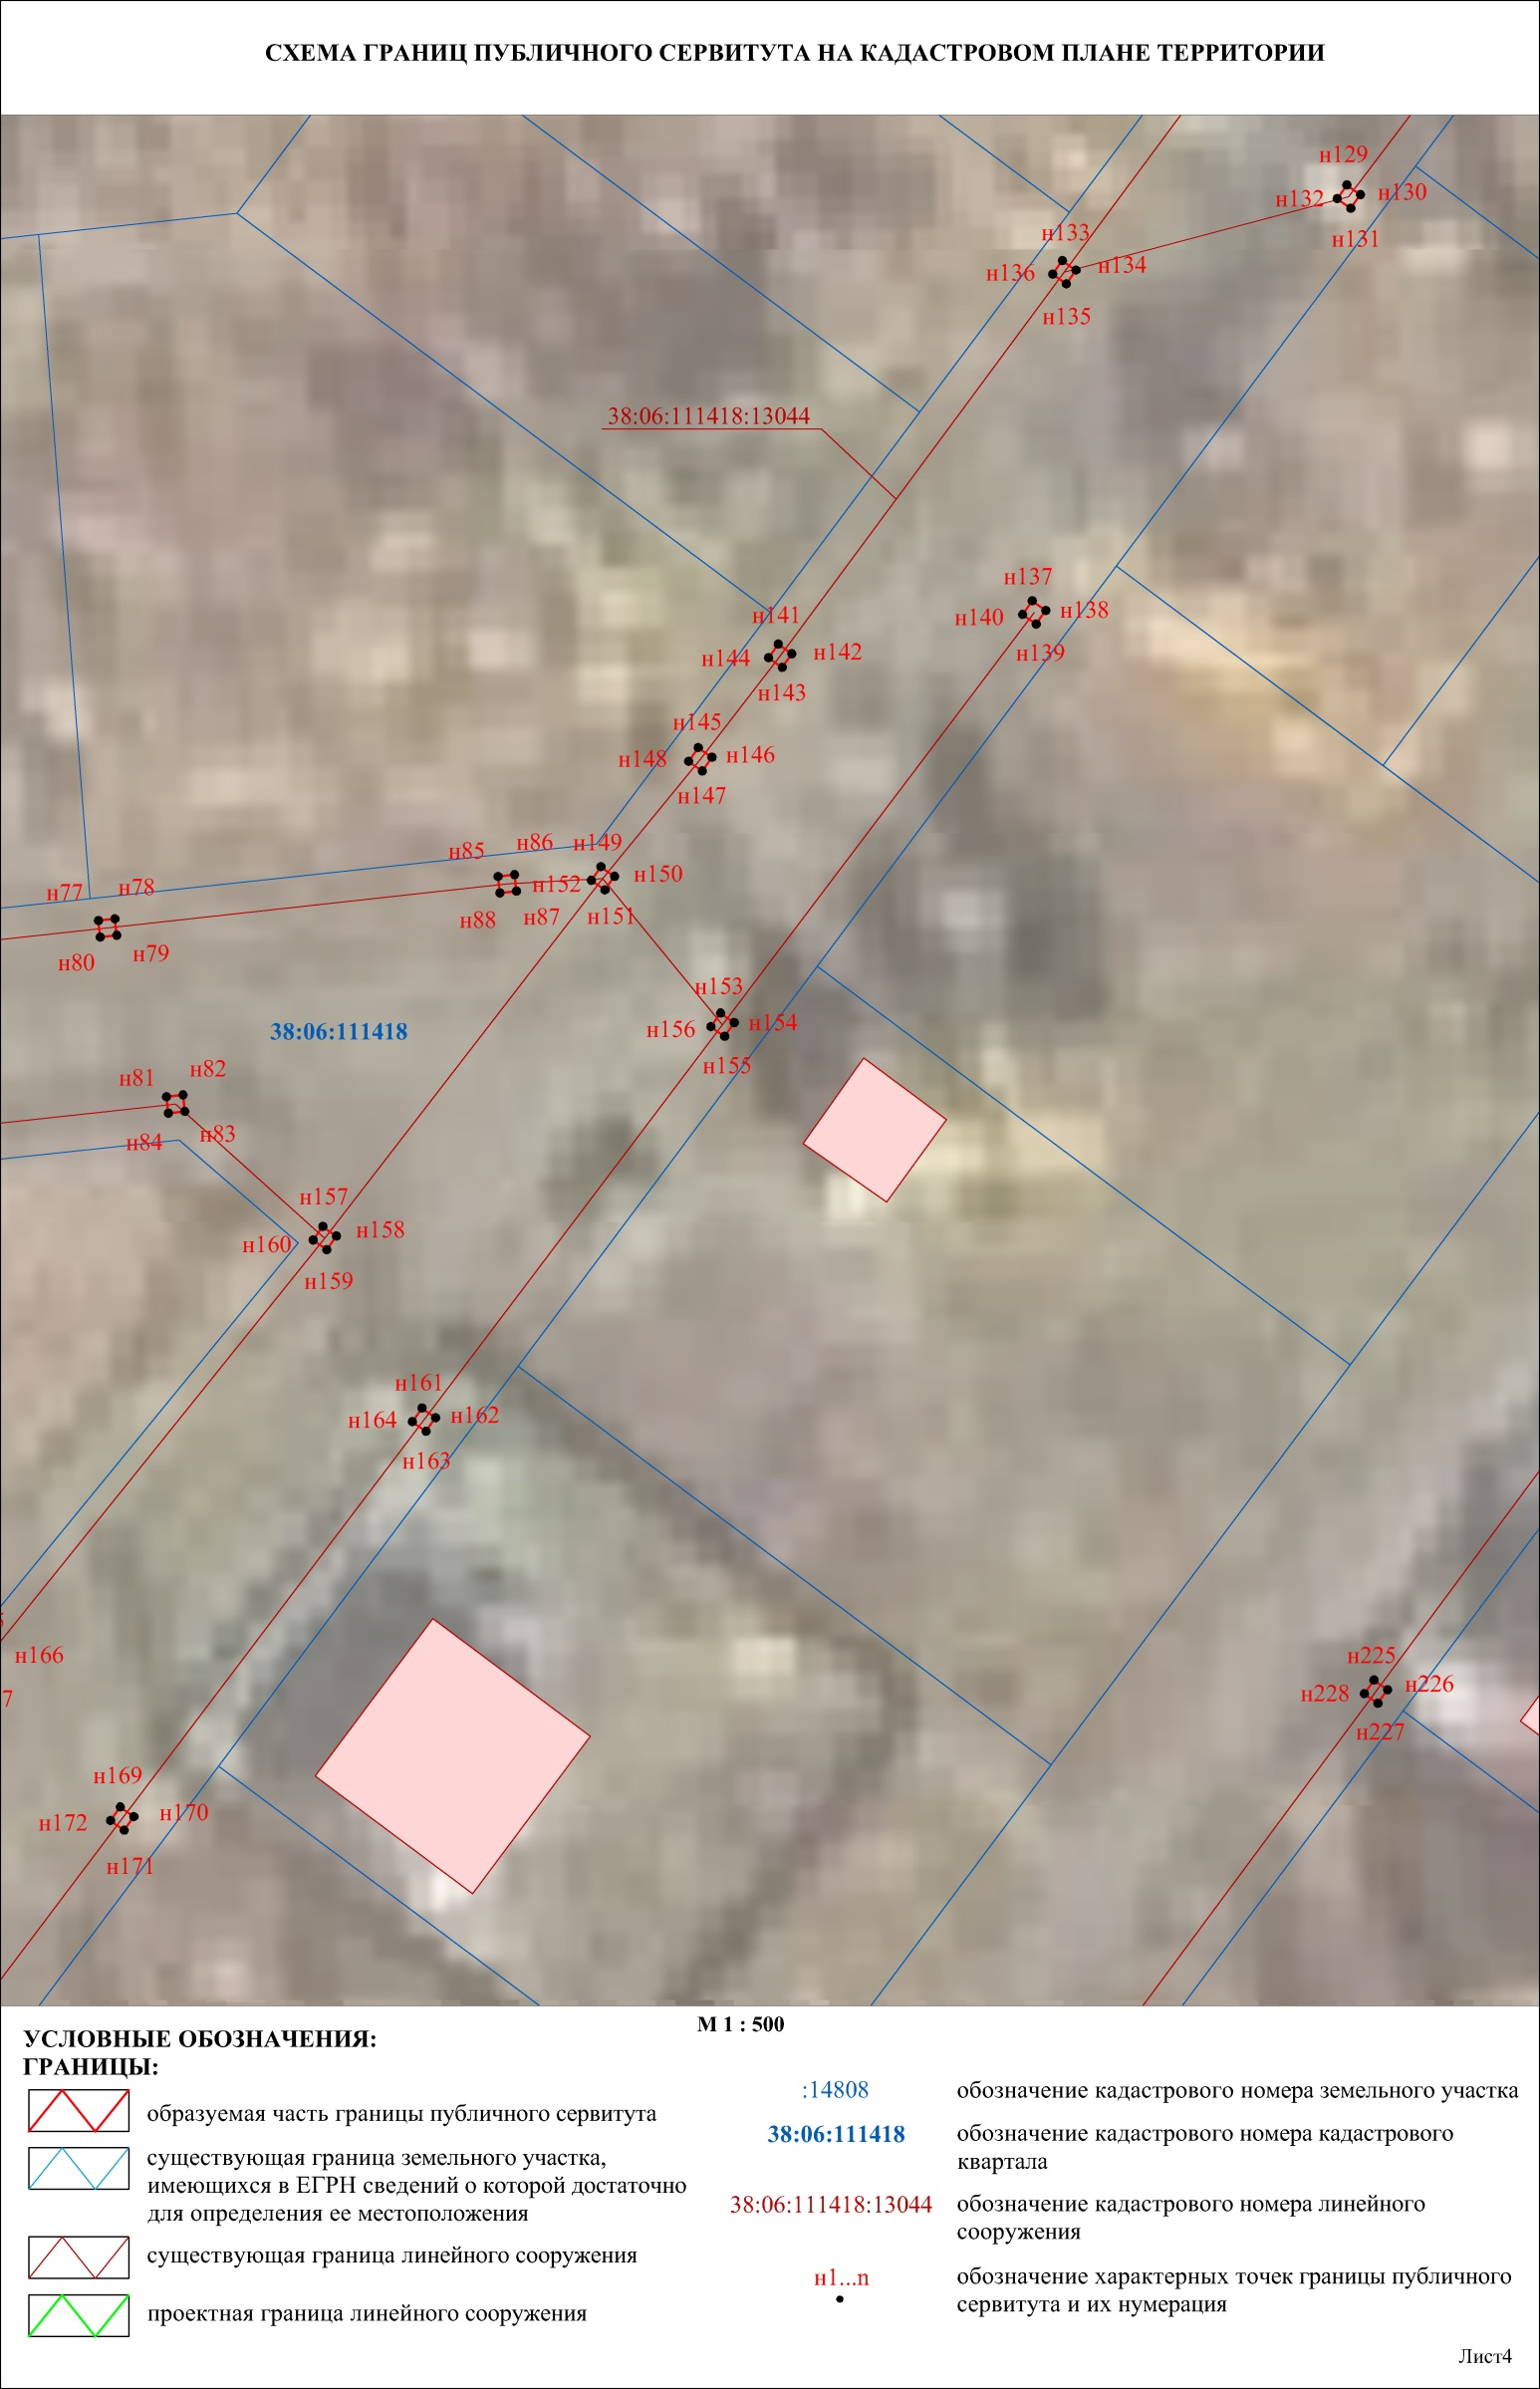 СХЕМА ГРАНИЦ ПУБЛИЧНОГО СЕРВИТУТА НА КАДАСТРОВОМ ПЛАНЕ ТЕРРИТОРИИ
н129
н132
н130
н131
н133
н136
н134
н135
38:06:111418:13044
н137
н140
н138
н139
н141
н144
н142
н143
н145
н148
н146
н147
н85
н86
н149
н152
н150
н88
н87
н151
н77
н78
н80
н79
н153
н156
н154
н155
38:06:111418
н81
н82
н84
н83
н157
н160
н158
н159
н161
н164
н162
н163
н166
7
н225
н228
н226
н227
н169
н172
н170
н171
М 1 : 500
УСЛОВНЫЕ ОБОЗНАЧЕНИЯ:
ГРАНИЦЫ:
образуемая часть границы публичного сервитута
существующая граница земельного участка,
имеющихся в ЕГРН сведений о которой достаточно
для определения ее местоположения
существующая граница линейного сооружения
проектная граница линейного сооружения
:14808 обозначение кадастрового номера земельного участка
38:06:111418 обозначение кадастрового номера кадастрового
квартала
38:06:111418:13044 обозначение кадастрового номера линейного
сооружения
н1...n обозначение характерных точек границы публичного
сервитута и их нумерация
Лист4